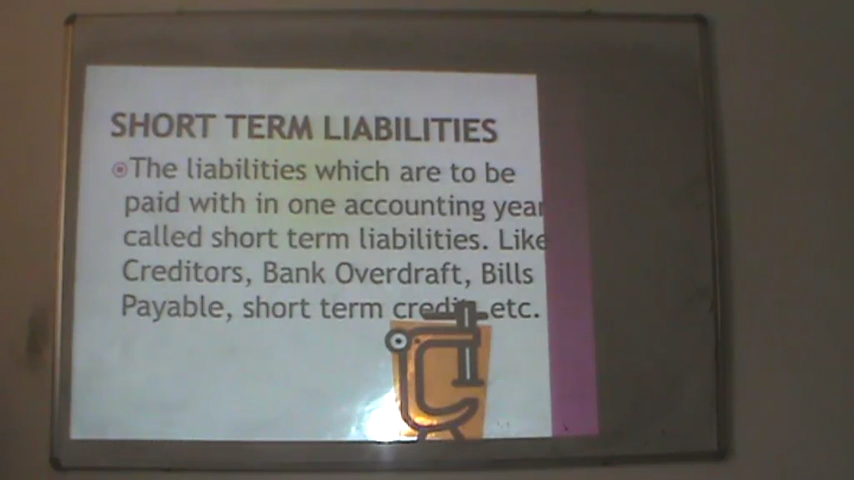 SHORT TERM LIABILITIES
The liabilities which are to be
paid with in one accounting year
called short term liabilities. Like
Creditors, Bank Overdraft, Bills
Payable, short term credit etc.